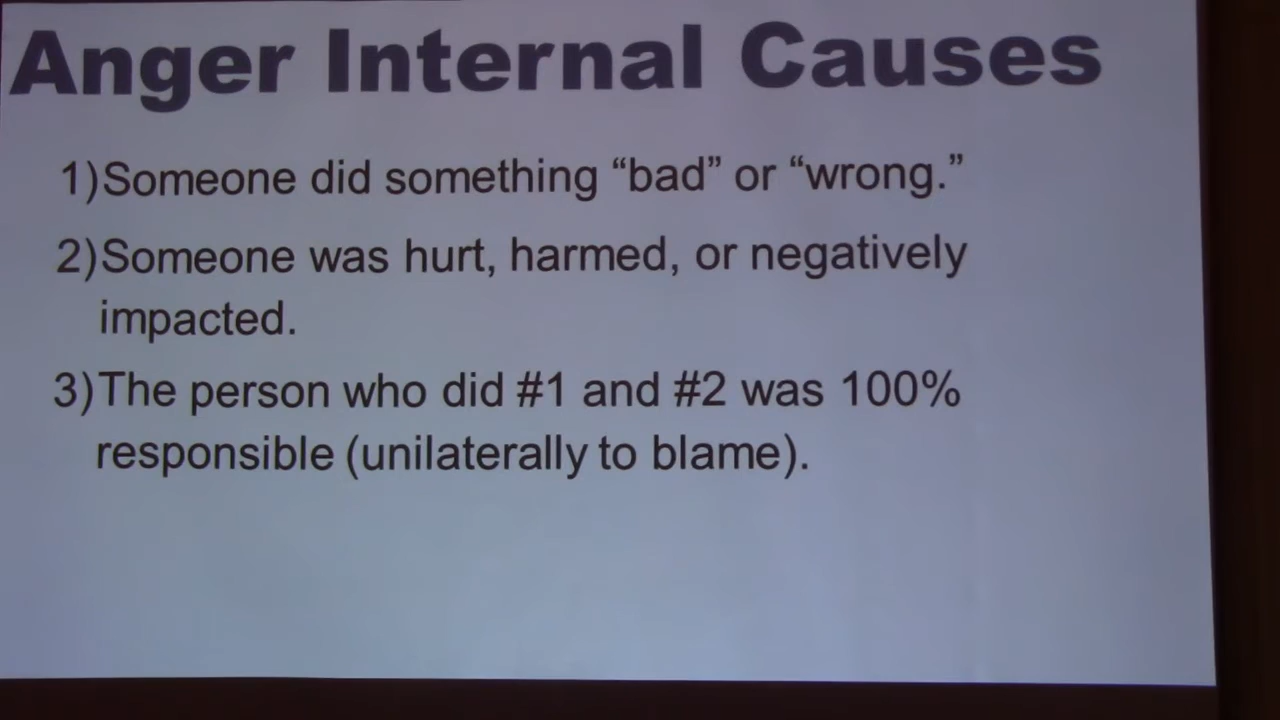 Anger Internal Causes
1)Someone did something “bad” or “wrong.”
2)Someone was hurt, harmed, or negatively
impacted.
3)The person who did #1 and #2 was 100%
responsible (unilaterally to blame).